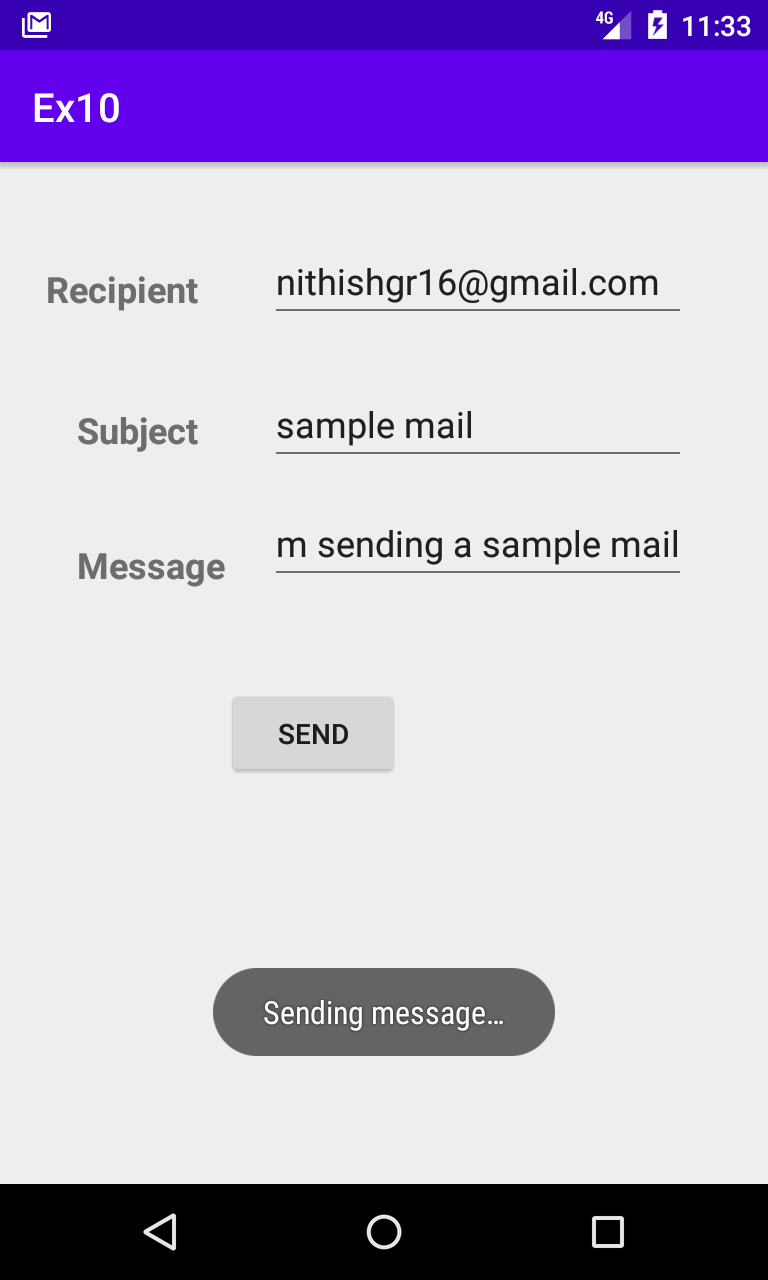 4G 11:33
Ex10
Recipient nithishgr16@gmail.com
Subject sample mail
Message m sending a sample mail
SEND
Sending message…